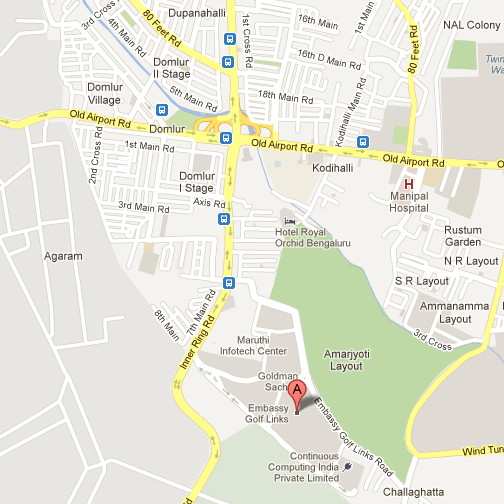 3rd Cross Rd
4th Main Rd
Dupanahalli
80 Feet Rd
1st Cross Rd
16th Main
1st Main
NAL Colony
80 Feet Rd
16th D Main Rd
Domlur
II Stage
Domlur
Village
5th Main Rd
18th Main Rd
Kodihalli Main Rd
Old Airport Rd
Domlur
Old Airport Rd
Old Airport Rd
1st Main Rd
2nd Cross Rd
Domlur
I Stage
Kodihalli
H
Manipal
Hospital
Axis Rd
3rd Main Rd
Hotel Royal
Orchid Bengaluru
Rustum
Garden
Agaram
N R Layout
S R Layout
7th Main Rd
8th Main
Ammanamma
Layout
3rd Cross
Inner Ring Rd
Maruthi
Infotech Center
Amarjyoti
Layout
Goldman
Sach
A
Embassy
Golf Links
Embassy Golf Links Road
Continuous
Computing India
Private Limited
Wind Tun
Challaghatta
Rd